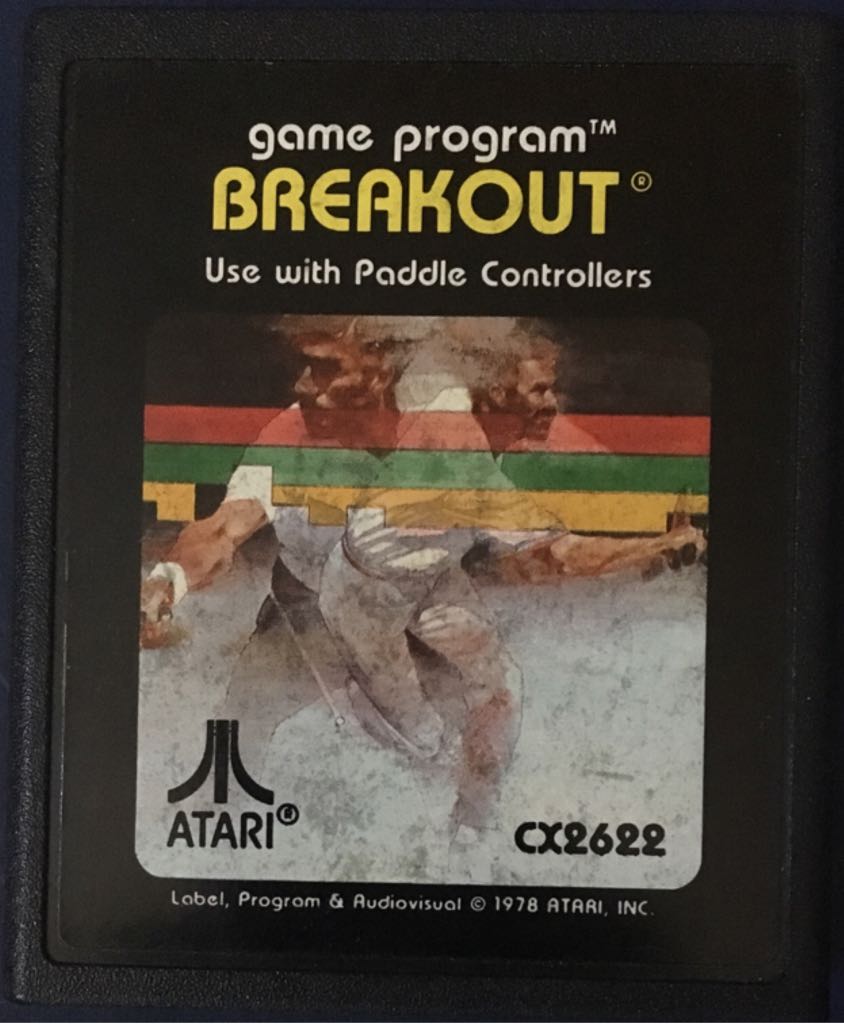 game program™
BREAKOUT®
Use with Paddle Controllers
ATARI®
CX2622
Label, Program & Audiovisual © 1978 ATARI, INC.